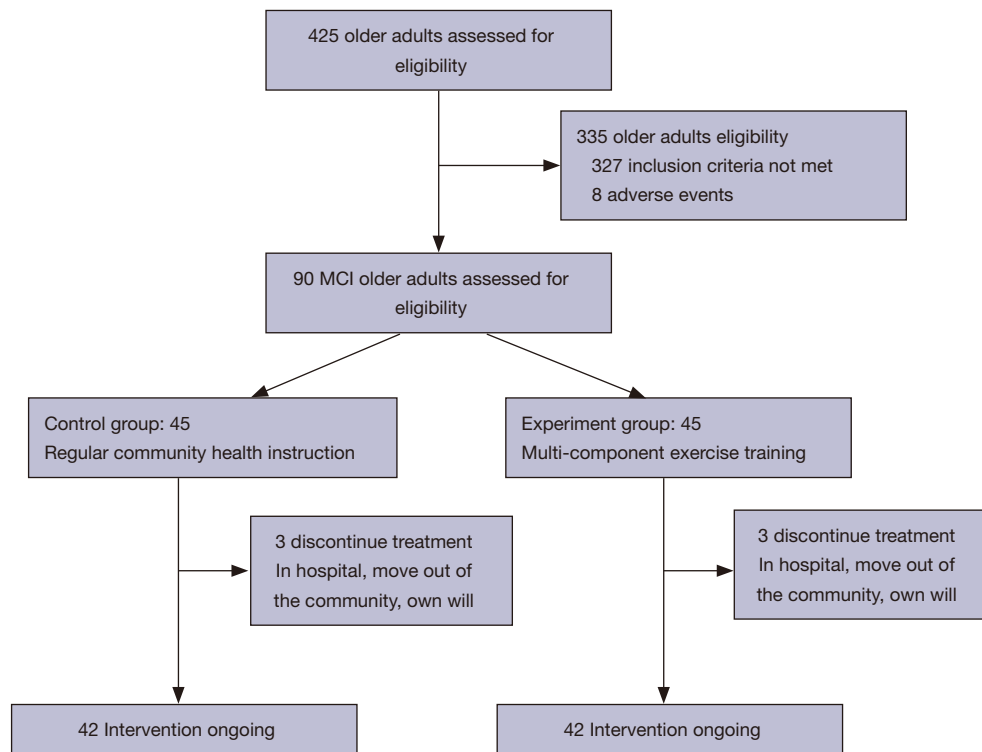 425 older adults assessed for
eligibility
335 older adults eligibility
327 inclusion criteria not met
8 adverse events
90 MCI older adults assessed for
eligibility
Control group: 45
Regular community health instruction
Experiment group: 45
Multi-component exercise training
3 discontinue treatment
In hospital, move out of
the community, own will
3 discontinue treatment
In hospital, move out of
the community, own will
42 Intervention ongoing
42 Intervention ongoing